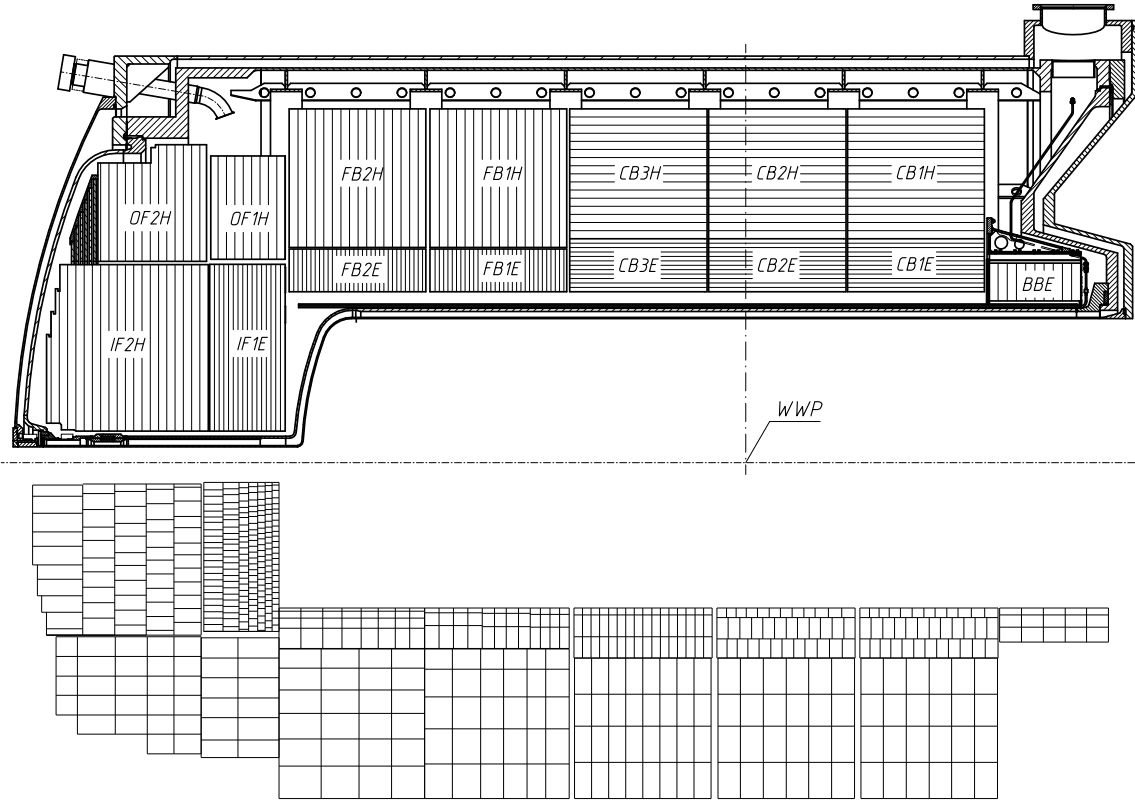 FB2H FB1H CB3H CB2H CB1H
OF2H OF1H
FB2E FB1E CB3E CB2E CB1E
BBE
IF2H IF1E
WWP